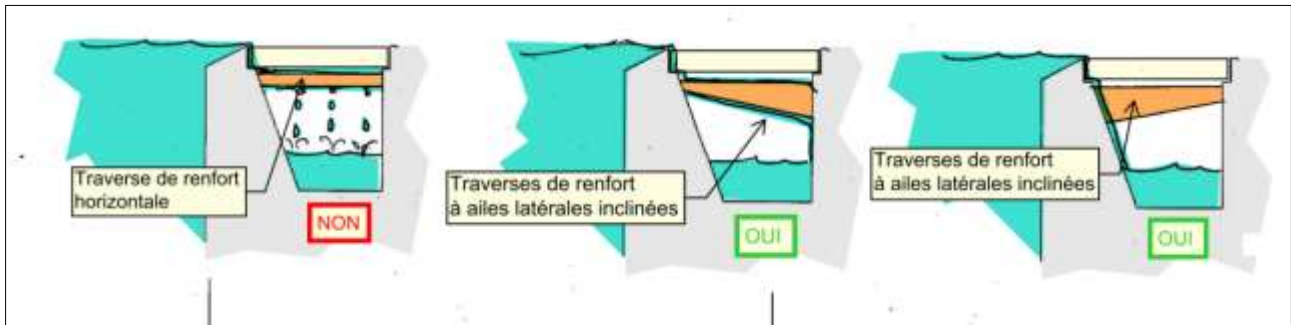 Traverse de renfort
horizontale
NON
Traverses de renfort
à ailes latérales inclinées
OUI
Traverses de renfort
à ailes latérales inclinées
OUI